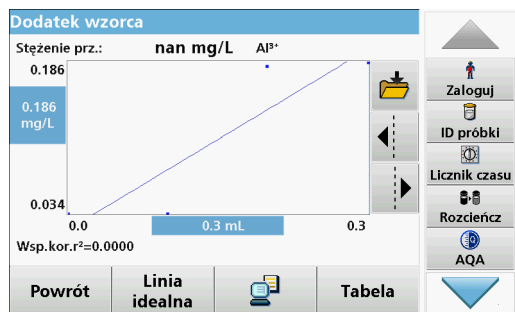 Dodatek wzorca
Stężenie prz.: nan mg/L Al³⁺
0.186
0.186
mg/L
0.034
0.0 0.3 mL 0.3
Wsp.kor.r²=0.0000
Powrót
Linia
idealna
Tabela
Zaloguj
ID próbki
Licznik czasu
Rozcieńcz
AQA